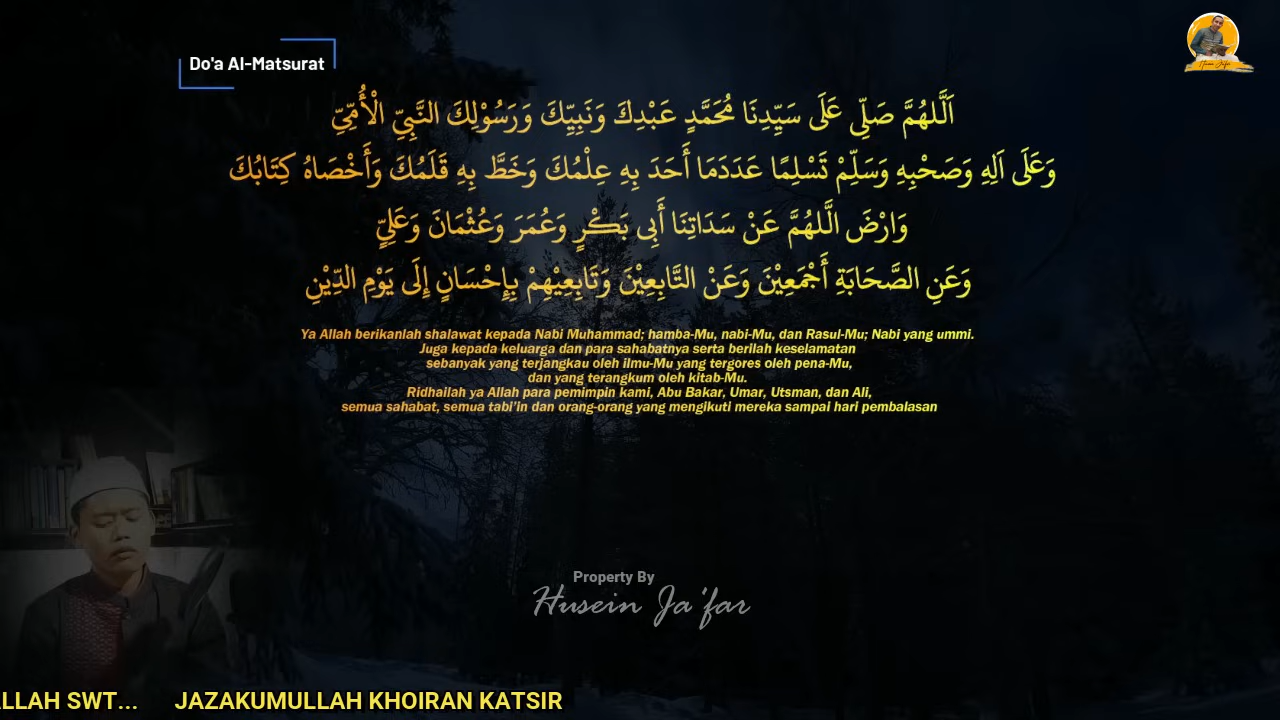 Do'a Al-Matsurat
اَللَّهُمَّ صَلِّى عَلَى سَيِّدِنَا مُحَمَّدٍ عَبْدِكَ وَنَبِيِّكَ وَرَسُوْلِكَ النَّبِيِّ الْأُمِّيِّ
وَعَلَى اَلِهِ وَصَحْبِهِ وَسَلِّمْ تَسْلِمًا عَدَدَمَا أَحَدَ بِهِ عِلْمُكَ وَخَطَّ بِهِ قَلَمُكَ وَأَخْصَاهُ كِتَابُكَ
وَارْضَ الَّلهُمَّ عَنْ سَدَاتِنَا أَبِى بَكْرٍ وَعُمَرَ وَعُثْمَانَ وَعَلِيٍّ
وَعَنِ الصَّحَابَةِ أَجْمَعِيْنَ وَعَنْ التَّابِعِيْنَ وَتَابِعِيْهِمْ بِإِحْسَانٍ إِلَى يَوْمِ الدِّيْنِ
Ya Allah berikanlah shalawat kepada Nabi Muhammad; hamba-Mu, nabi-Mu, dan Rasul-Mu; Nabi yang ummi.
Juga kepada keluarga dan para sahabatnya serta berilah keselamatan
sebanyak yang terjangkau oleh ilmu-Mu yang tergores oleh pena-Mu,
dan yang terangkum oleh kitab-Mu.
Ridhailah ya Allah para pemimpin kami, Abu Bakar, Umar, Utsman, dan Ali,
semua sahabat, semua tabi'in dan orang-orang yang mengikuti mereka sampai hari pembalasan
Property By
Husein Ja'far
LLAH SWT... JAZAKUMULLAH KHOIRAN KATSIR